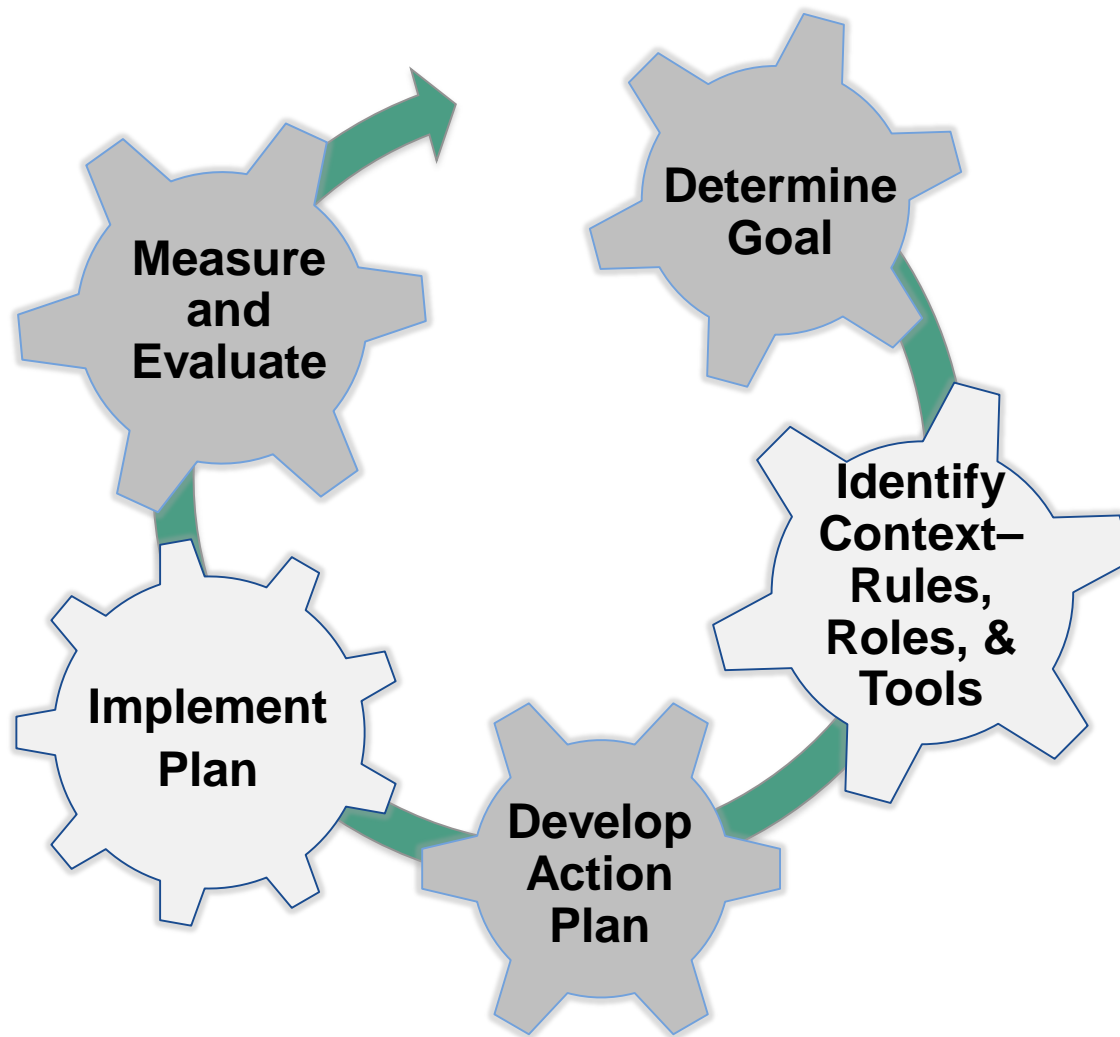 Determine
Goal
Identify
Context–
Rules,
Roles, &
Tools
Develop
Action
Plan
Implement
Plan
Measure
and
Evaluate